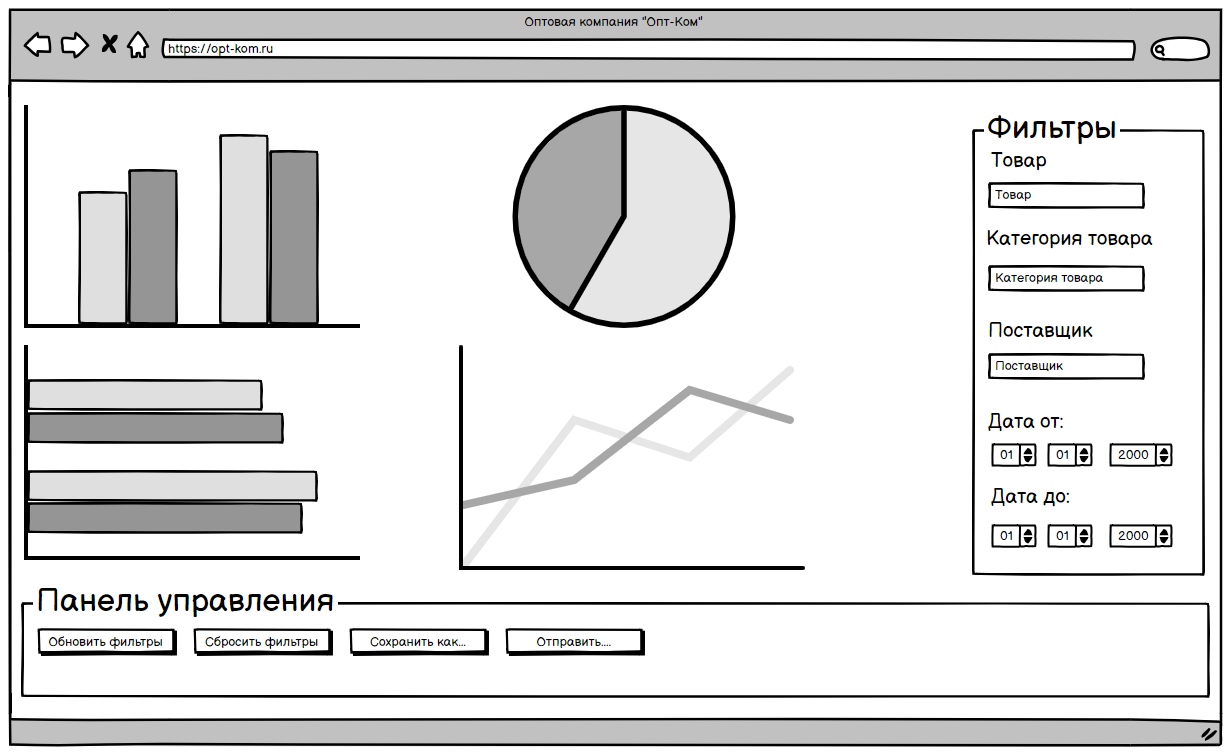 Оптовая компания "Опт-Ком"
https://opt-kom.ru
Фильтры
Товар
Товар
Категория товара
Категория товара
Поставщик
Поставщик
Дата от:
01 01 2000
Дата до:
01 01 2000
Панель управления
Обновить фильтры Сбросить фильтры Сохранить как... Отправить....